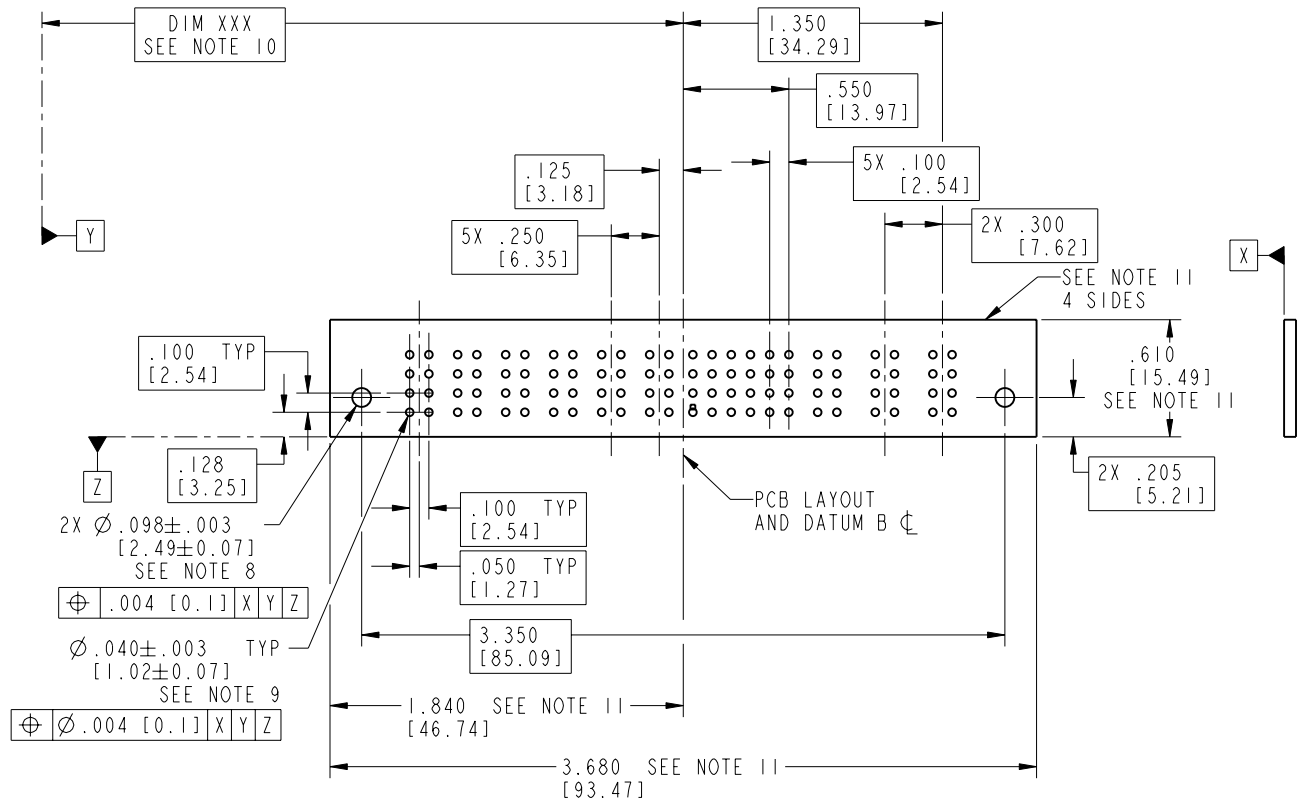 DIM XXX
SEE NOTE 10
1.350
[34.29]
.550
[13.97]
.125
[3.18]
5X .100
[2.54]
5X .250
[6.35]
2X .300
[7.62]
Y
X
SEE NOTE 11
4 SIDES
.100 TYP
[2.54]
.610
[15.49]
SEE NOTE 11
Z
.128
[3.25]
2X .205
[5.21]
PCB LAYOUT
AND DATUM B ℄
2X ∅ .098±.003
[2.49±0.07]
SEE NOTE 8
⌖ .004 [0.1] X Y Z
.100 TYP
[2.54]
.050 TYP
[1.27]
∅ .040±.003 TYP
[1.02±0.07]
SEE NOTE 9
⌖ ∅ .004 [0.1] X Y Z
3.350
[85.09]
1.840 SEE NOTE 11
[46.74]
3.680 SEE NOTE 11
[93.47]